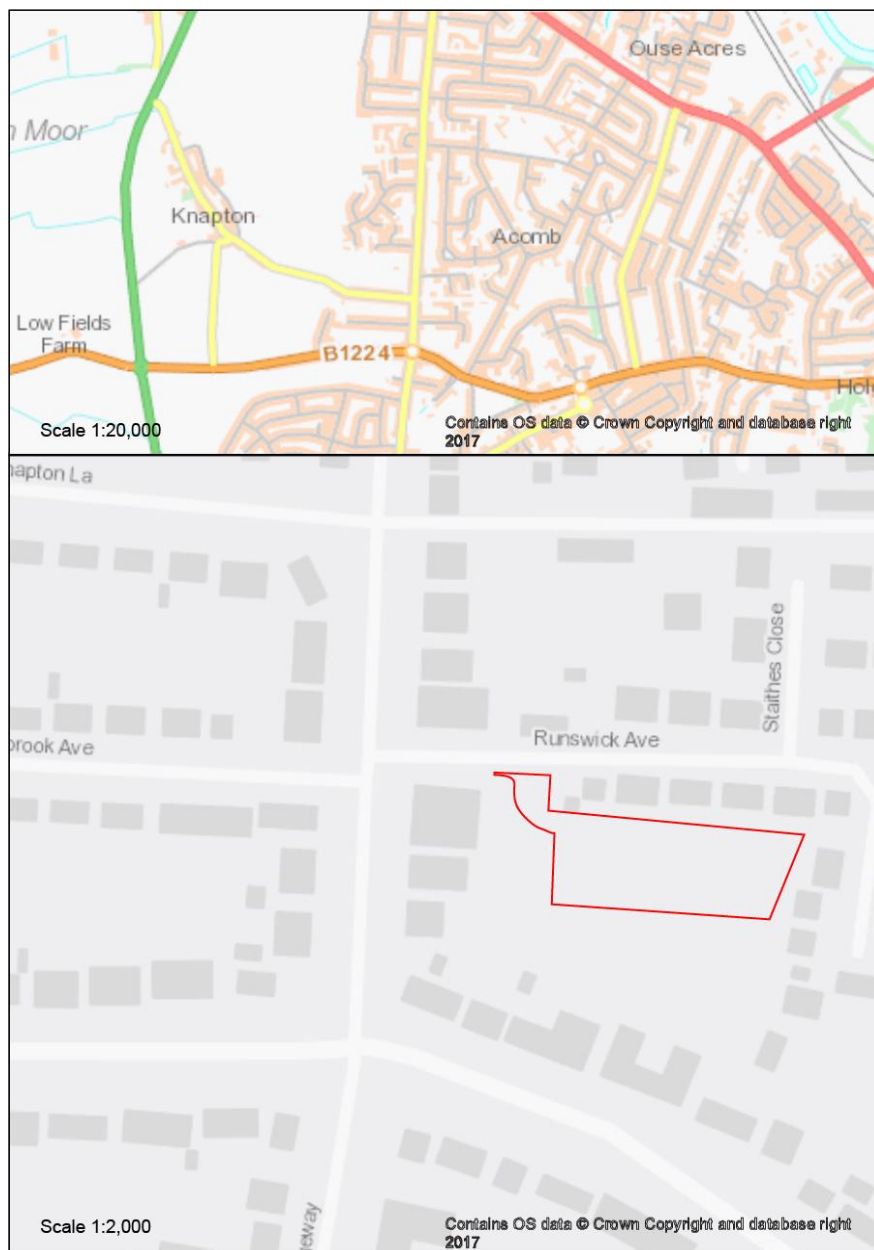 Ouse Acres
n Moor
Knapton
Acomb
Low Fields
Farm
B1224
Hol
Scale 1:20,000
Contains OS data © Crown Copyright and database right
2017
napton La
Staithes Close
Runswick Ave
brook Ave
eway
Scale 1:2,000
Contains OS data © Crown Copyright and database right
2017